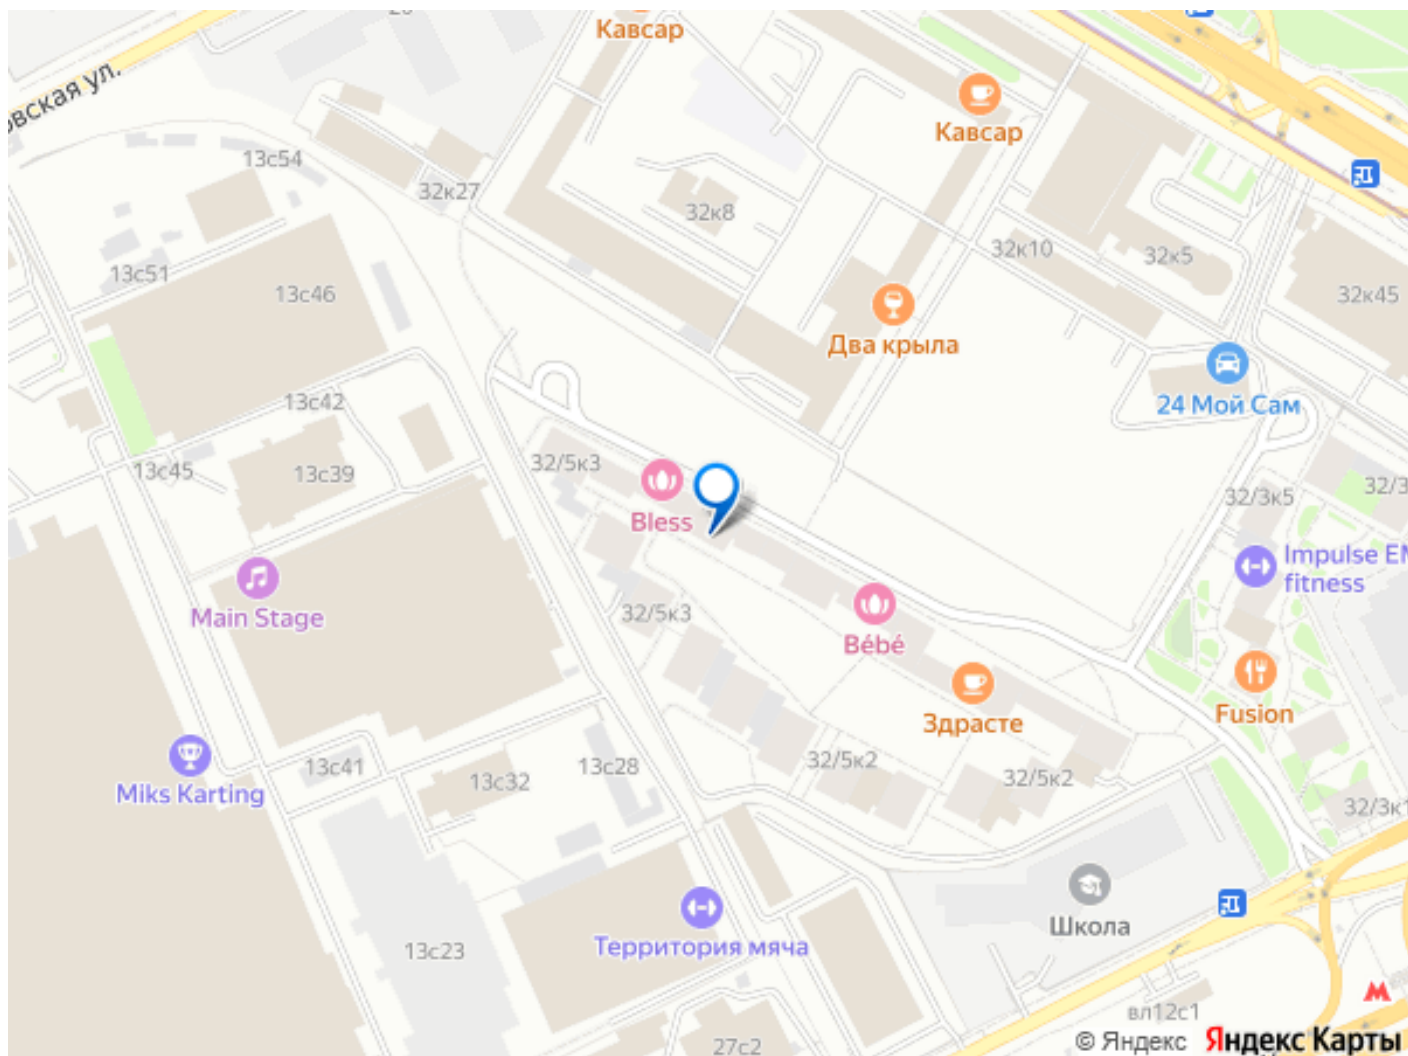 Кавсар
овская ул.
Кавсар
13с54
32к27
32к8
32к10
32к5
13с51
13с46
32к45
Два крыла
24 Мой Сам
13с42
13с45
13с39
32/5к3
Bless
32/3к5
32/3
Impulse EM
fitness
Main Stage
32/5к3
Bébé
Здрасте
Fusion
13с41
13с32
13с28
32/5к2
32/5к2
Miks Karting
32/3к1
Школа
13с23
Территория мяча
вл12с1
27с2
© Яндекс Яндекс Карты